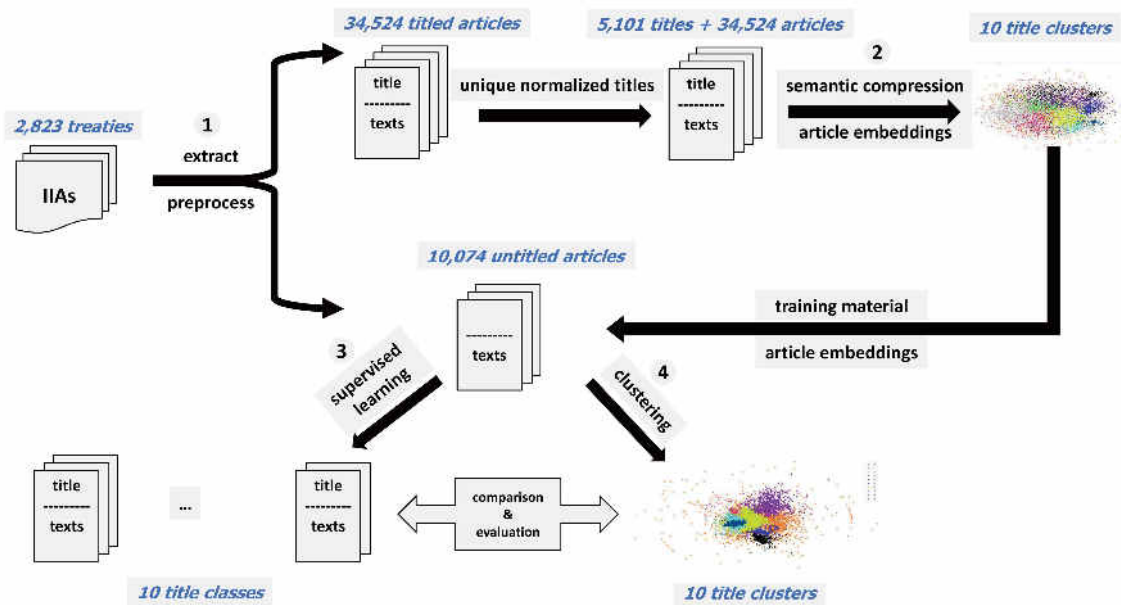 34,524 titled articles
5,101 titles + 34,524 articles
10 title clusters
2
title
---------
texts
unique normalized titles
title
---------
texts
semantic compression
article embeddings
2,823 treaties
1
IIAs
extract
preprocess
10,074 untitled articles
---------
texts
training material
article embeddings
3
supervised
learning
4
clustering
title
---------
texts
...
title
---------
texts
comparison
&
evaluation
10 title classes
10 title clusters